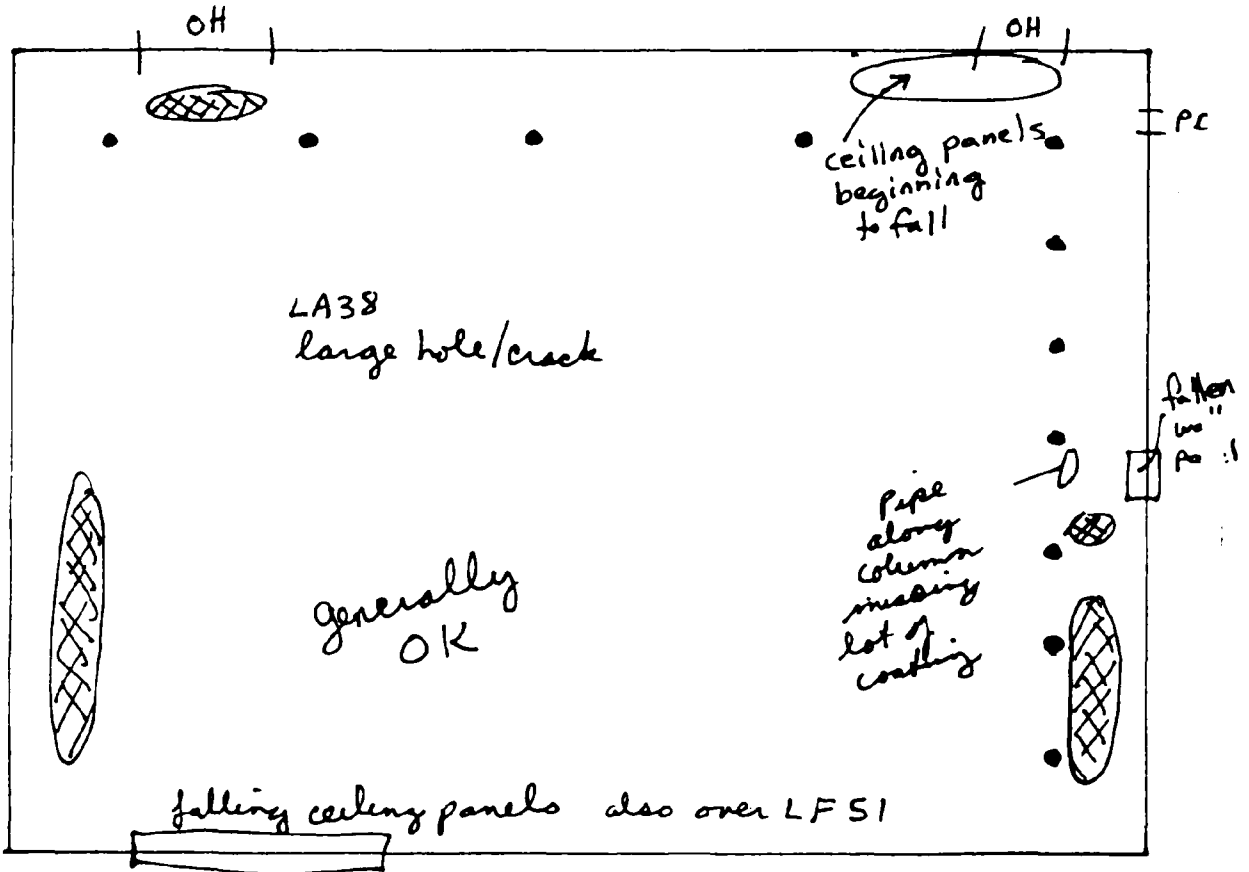 OH
OH
PC
ceiling panels
beginning
to fall
LA38
large hole/crack
fallen
Pipe
along
column
missing
lot of
coating
generally
OK
falling ceiling panels also over LF51